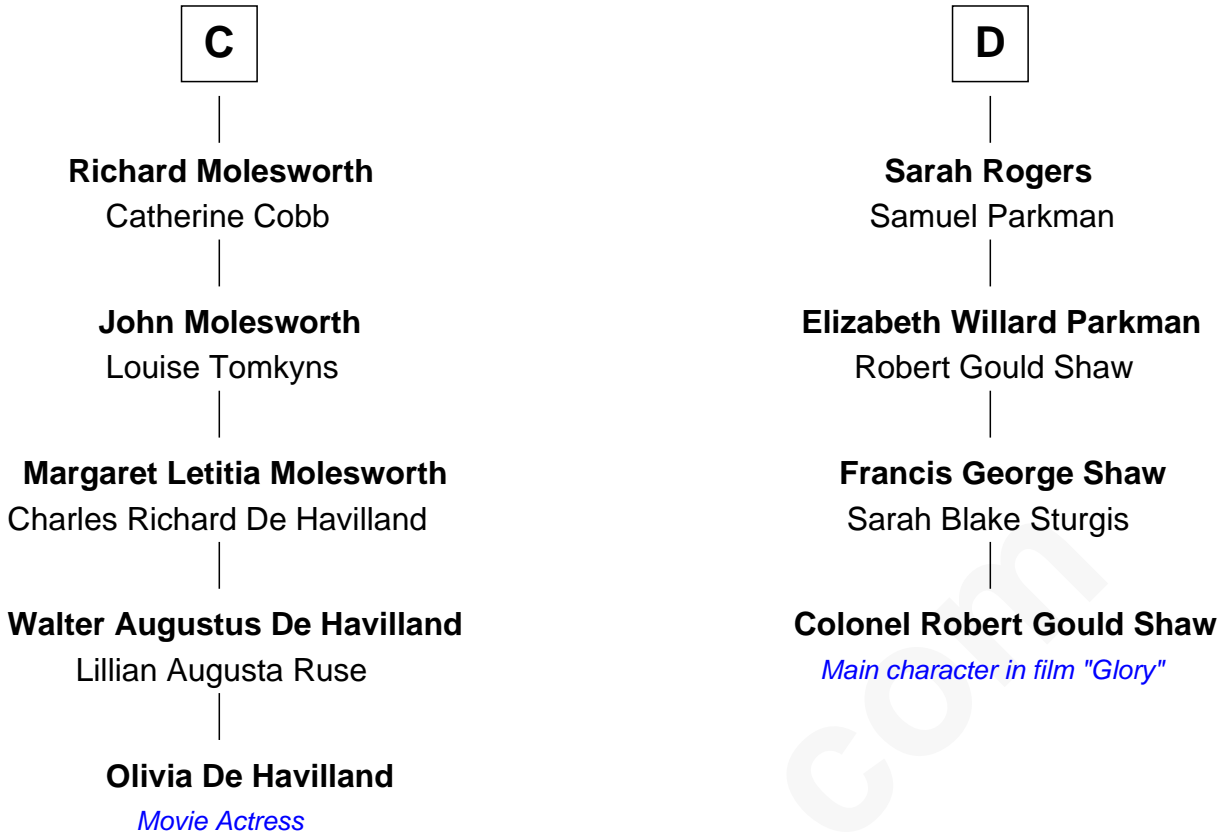 C
Richard Molesworth
Catherine Cobb
John Molesworth
Louise Tomkyns
Margaret Letitia Molesworth
Charles Richard De Havilland
Walter Augustus De Havilland
Lillian Augusta Ruse
Olivia De Havilland
Movie Actress
D
Sarah Rogers
Samuel Parkman
Elizabeth Willard Parkman
Robert Gould Shaw
Francis George Shaw
Sarah Blake Sturgis
Colonel Robert Gould Shaw
Main character in film "Glory"
com